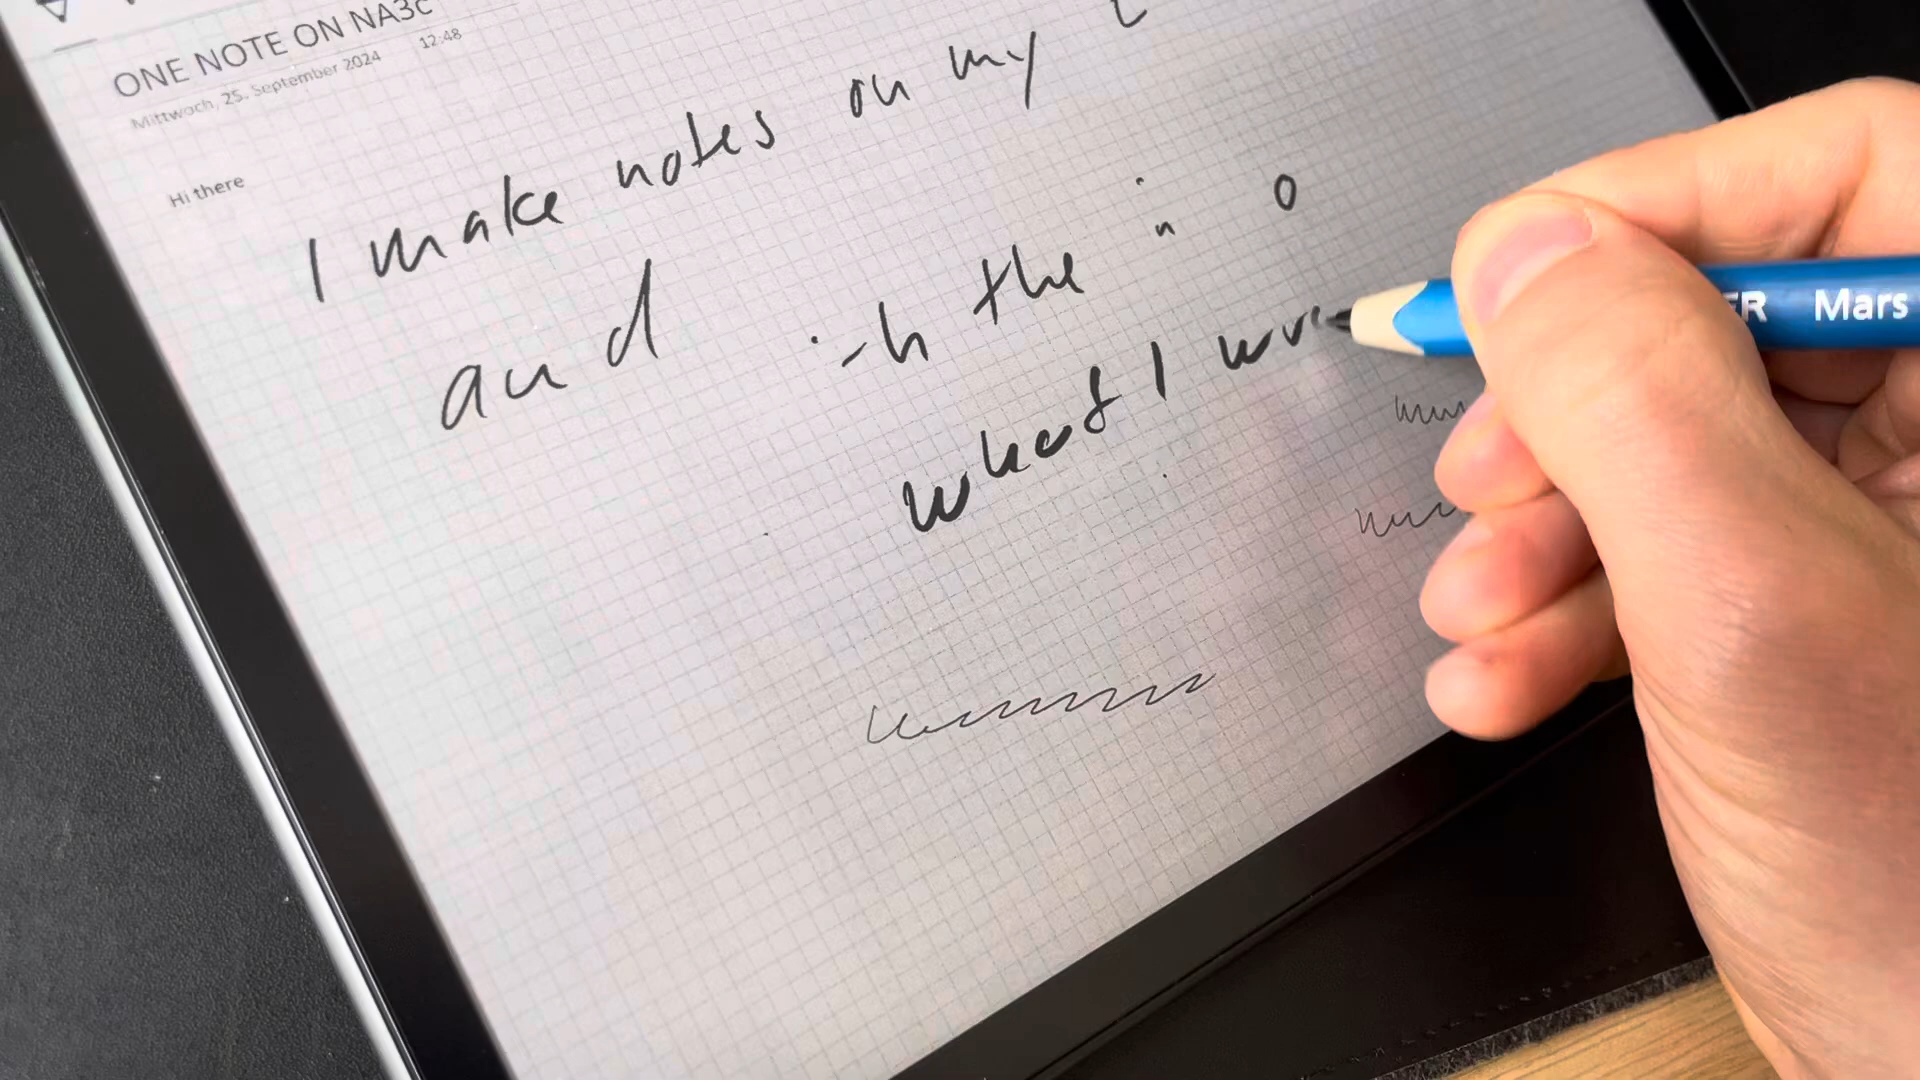 ONE NOTE ON NA3C
Mittwoch, 25. September 2024 12:48
Hi there
I make notes on my
and the
what I
Mars